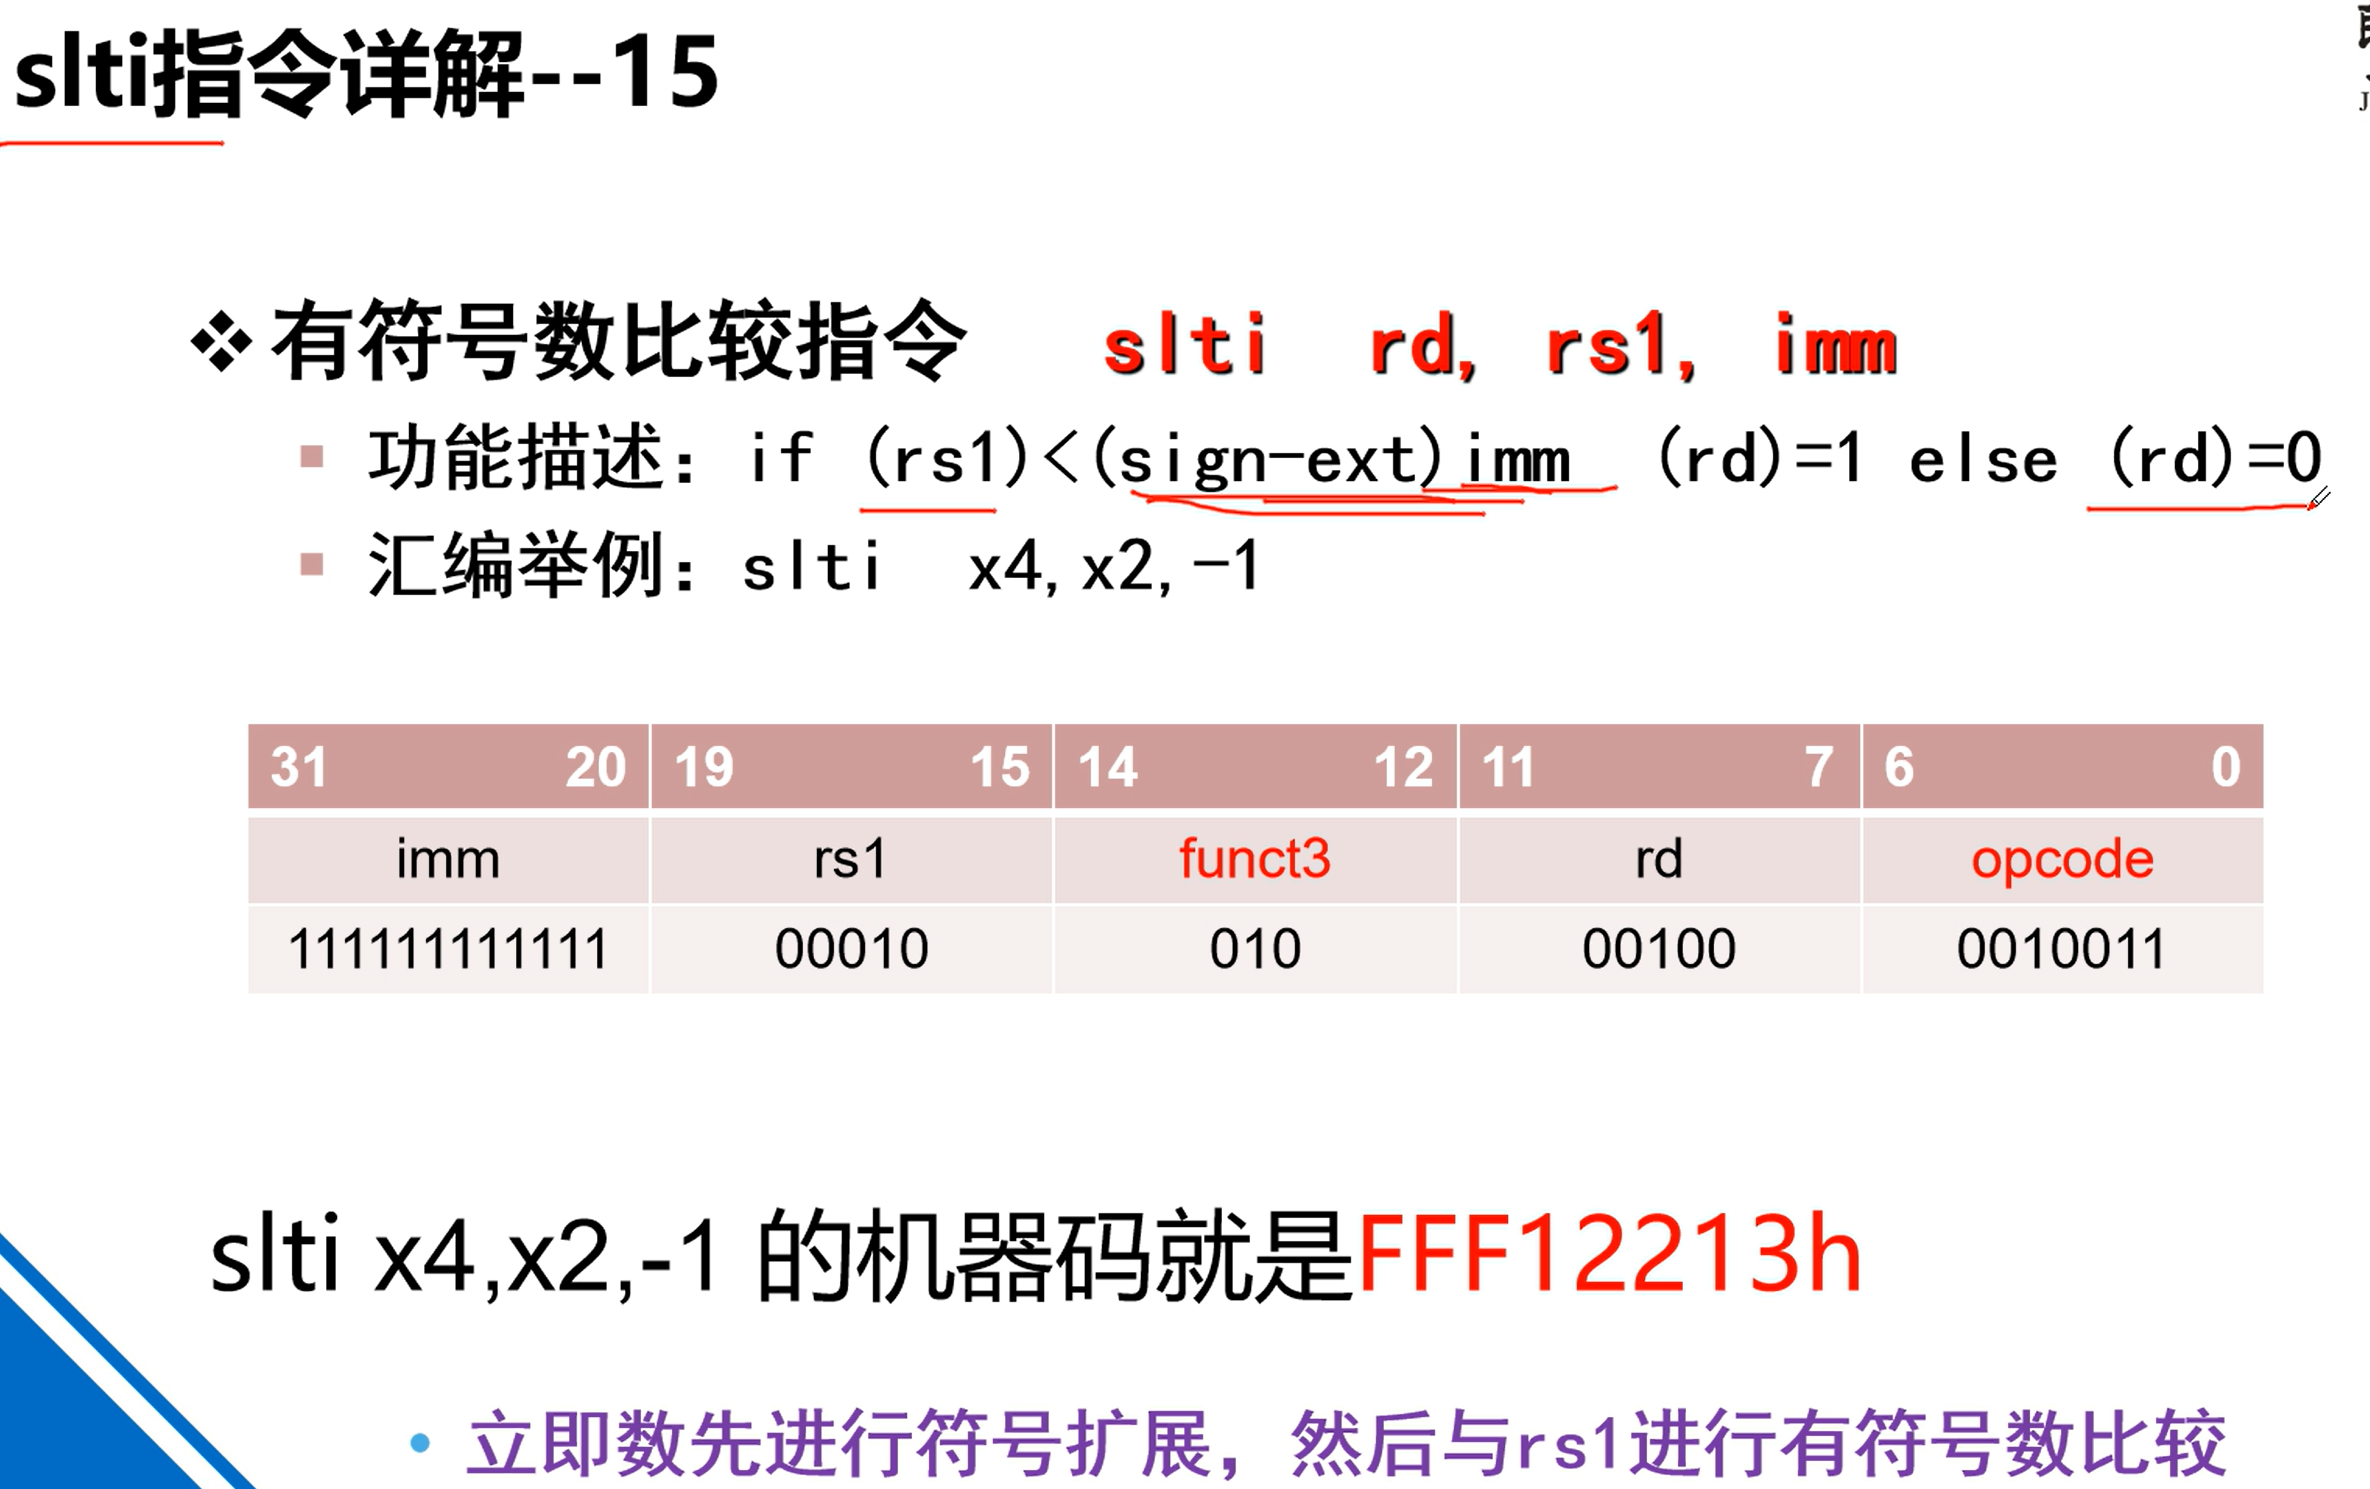 slti指令详解--15
有符号数比较指令 slti rd, rs1, imm
功能描述：if (rs1)<(sign-ext)imm (rd)=1 else (rd)=0
汇编举例：slti x4,x2,-1
31 20 19 15 14 12 11 7 6 0
imm rs1 funct3 rd opcode
111111111111 00010 010 00100 0010011
slti x4,x2,-1 的机器码就是FFF12213h
立即数先进行符号扩展，然后与rs1进行有符号数比较